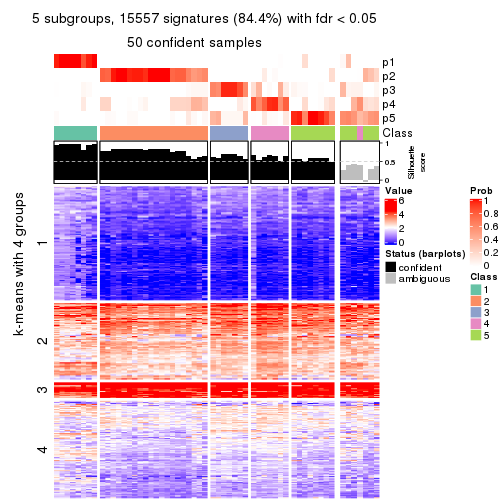 5 subgroups, 15557 signatures (84.4%) with fdr < 0.05
50 confident samples
p1
p2
p3
p4
p5
Class
1
0.5
0
Silhouette
score
k-means with 4 groups
1
2
3
4
Value
6
4
2
0
Status (barplots)
confident
ambiguous
Prob
1
0.8
0.6
0.4
0.2
0
Class
1
2
3
4
5